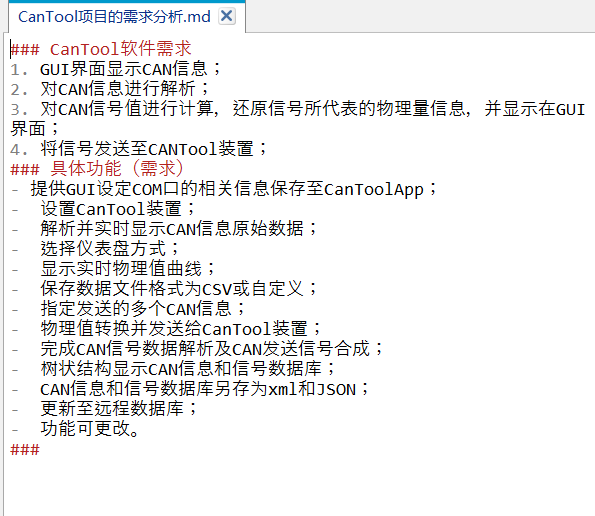 CanTool项目的需求分析.md
### CanTool软件需求
1. GUI界面显示CAN信息；
2. 对CAN信息进行解析；
3. 对CAN信号值进行计算，还原信号所代表的物理量信息，并显示在GUI
界面；
4. 将信号发送至CANTool装置；
### 具体功能（需求）
- 提供GUI设定COM口的相关信息保存至CanToolApp；
- 设置CanTool装置；
- 解析并实时显示CAN信息原始数据；
- 选择仪表盘方式；
- 显示实时物理值曲线；
- 保存数据文件格式为CSV或自定义；
- 指定发送的多个CAN信息；
- 物理值转换并发送给CanTool装置；
- 完成CAN信号数据解析及CAN发送信号合成；
- 树状结构显示CAN信息和信号数据库；
- CAN信息和信号数据库另存为xml和JSON；
- 更新至远程数据库；
- 功能可更改。
###